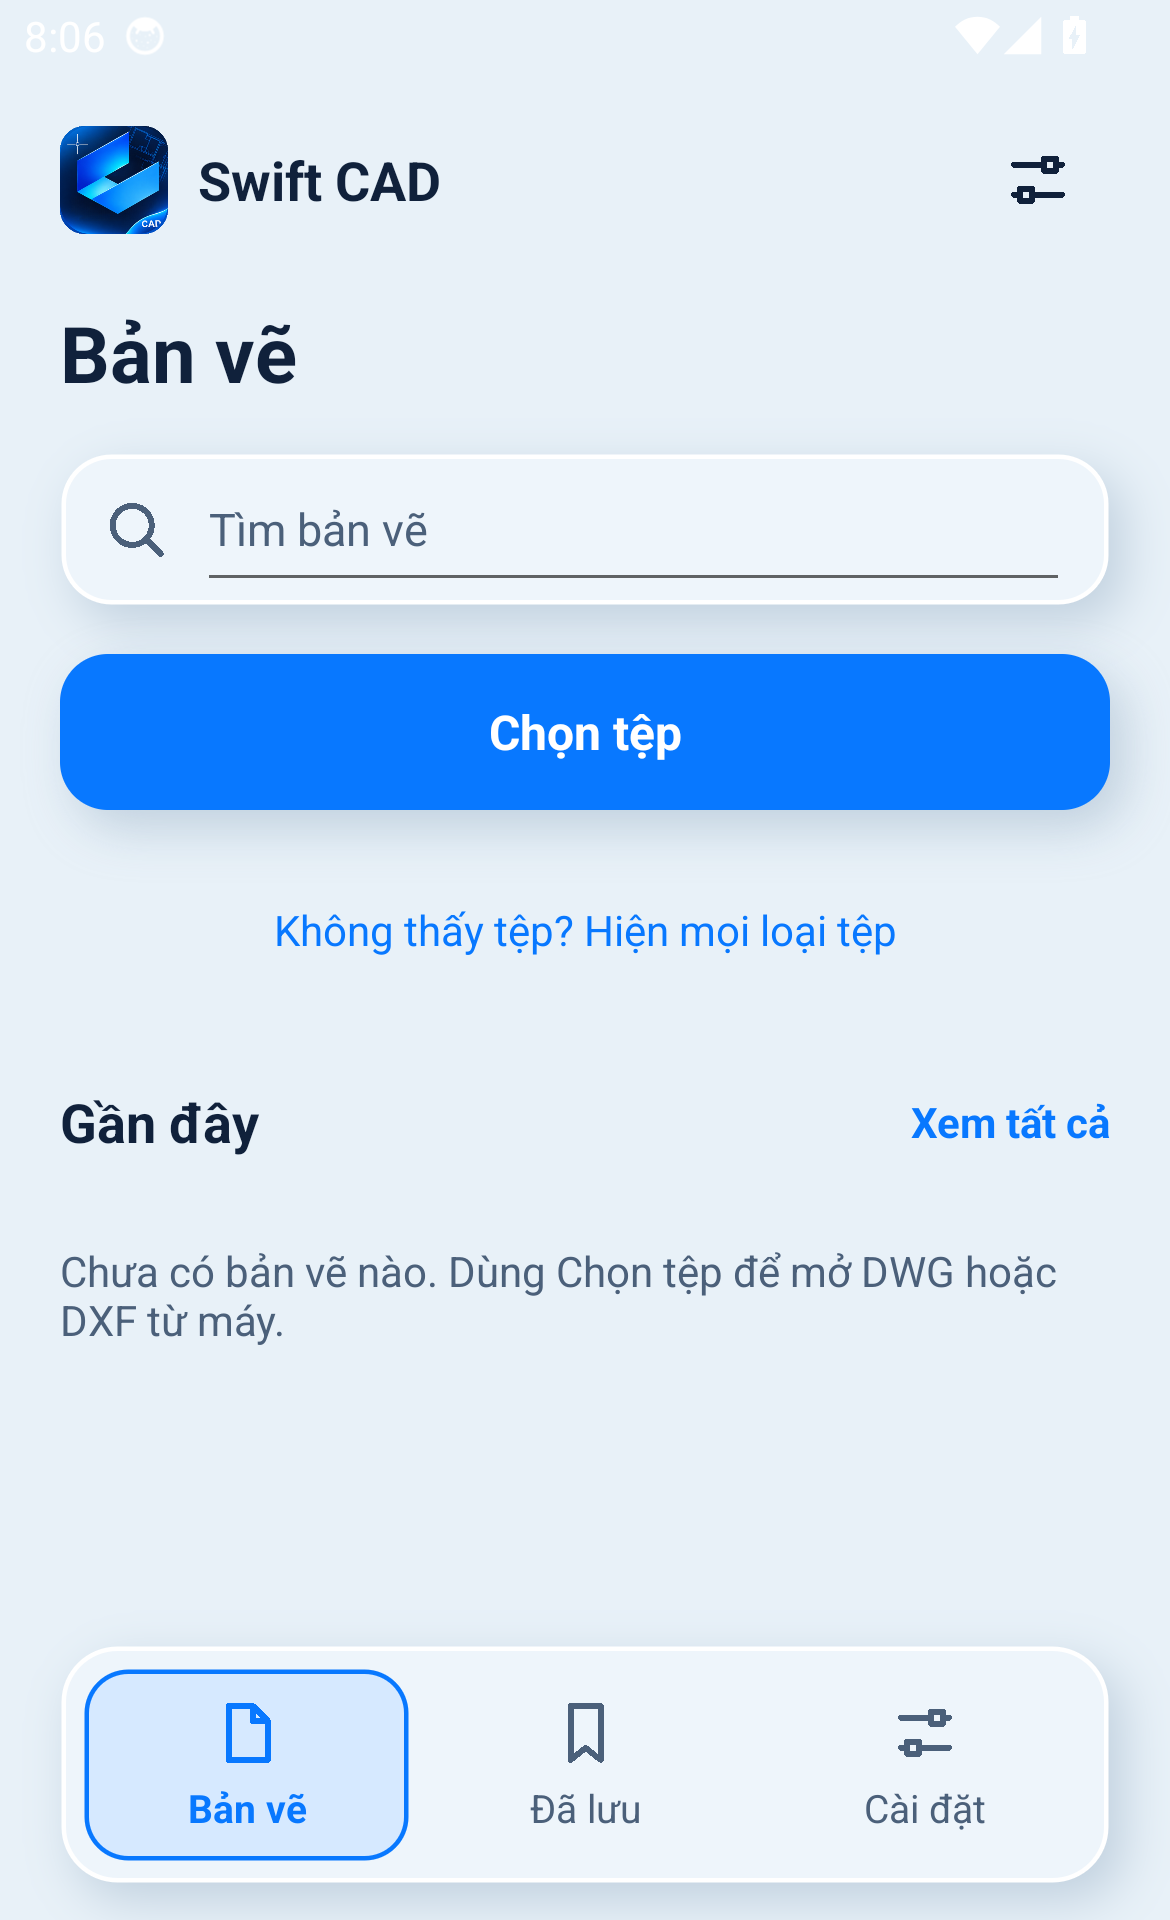 8:06
CAD
Swift CAD
Bản vẽ
Tìm bản vẽ
Chọn tệp
Không thấy tệp? Hiện mọi loại tệp
Gần đây
Xem tất cả
Chưa có bản vẽ nào. Dùng Chọn tệp để mở DWG hoặc
DXF từ máy.
Bản vẽ
Đã lưu
Cài đặt